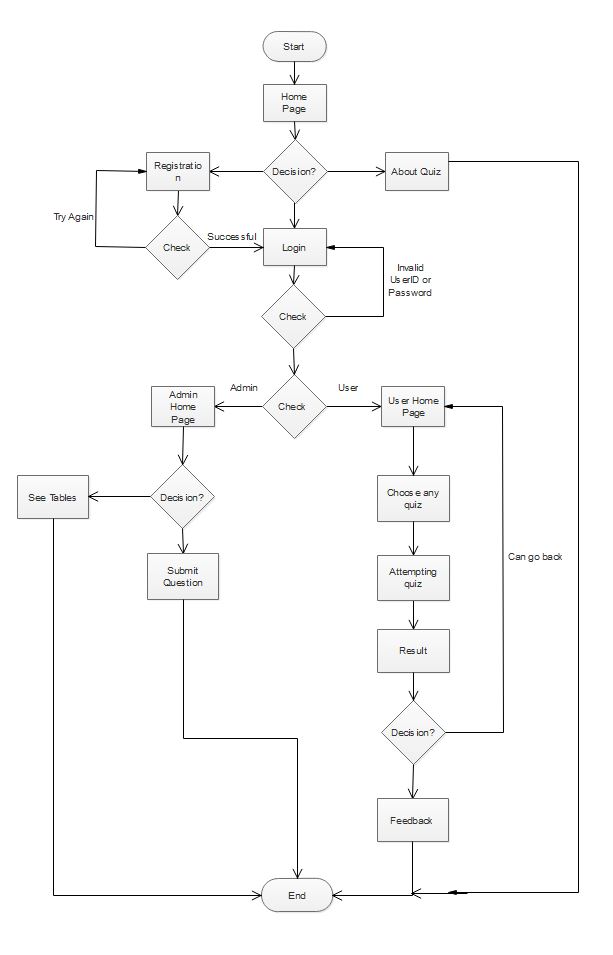 Start
Home
Page
Registratio
n
Decision?
About Quiz
Try Again
Check
Successful
Login
Invalid
UserID or
Password
Check
Admin
Home
Page
Admin
Check
User
User Home
Page
See Tables
Decision?
Choose any
quiz
Submit
Question
Attempting
quiz
Can go back
Result
Decision?
Feedback
End